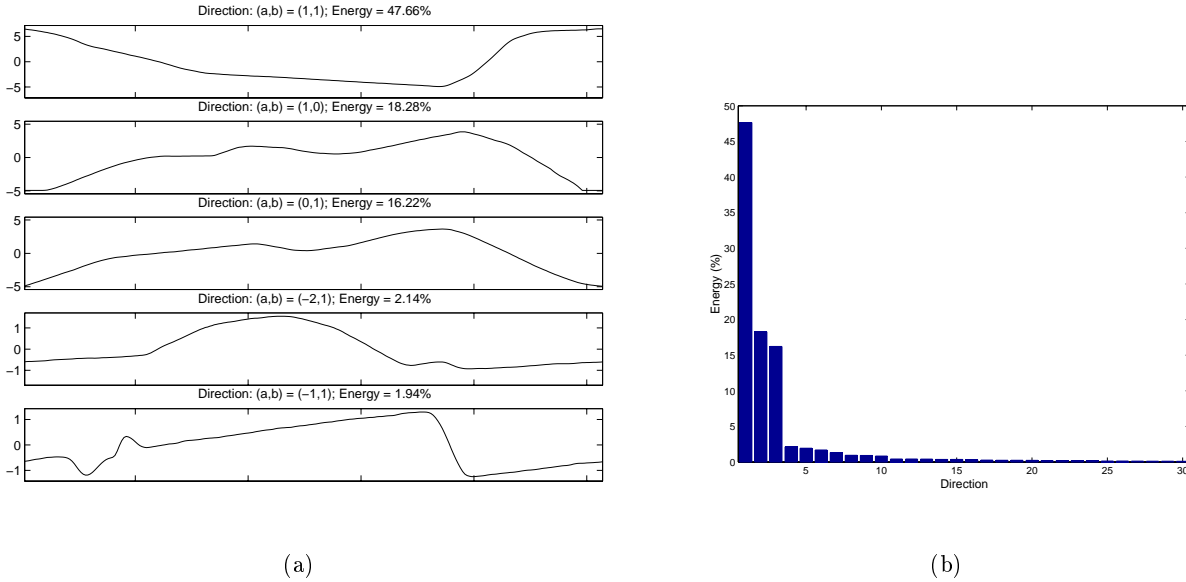 Direction: (a,b) = (1,1); Energy = 47.66%
5
0
−5
Direction: (a,b) = (1,0); Energy = 18.28%
5
0
−5
Direction: (a,b) = (0,1); Energy = 16.22%
5
0
−5
Direction: (a,b) = (−2,1); Energy = 2.14%
1
0
−1
Direction: (a,b) = (−1,1); Energy = 1.94%
1
0
−1
(a)
50
45
40
35
30
25
20
15
10
5
0
Energy (%)
5 10 15 20 25 30
Direction
(b)